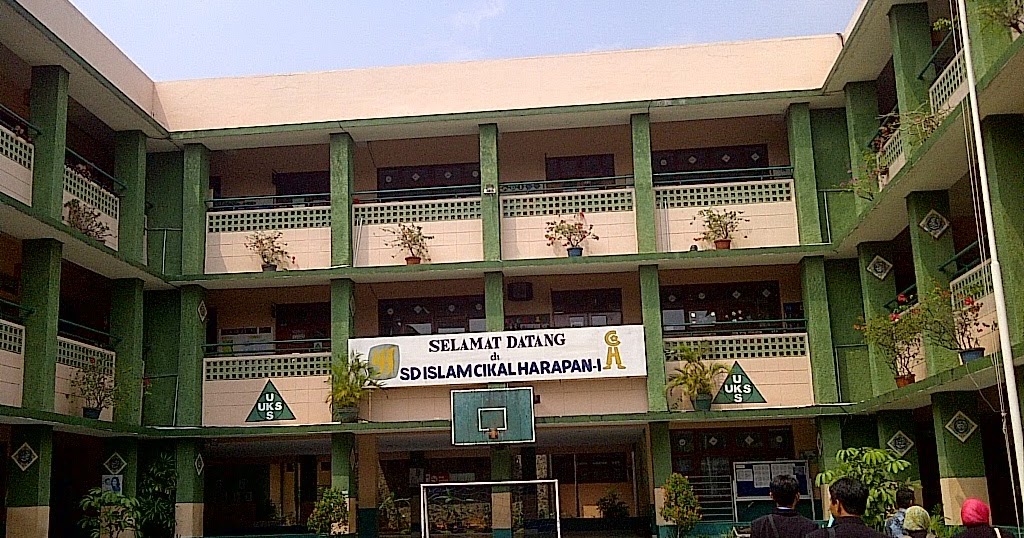 SELAMAT DATANG
di
SD ISLAM CIKAL HARAPAN-I
U
UKS
S
U
UKS
S